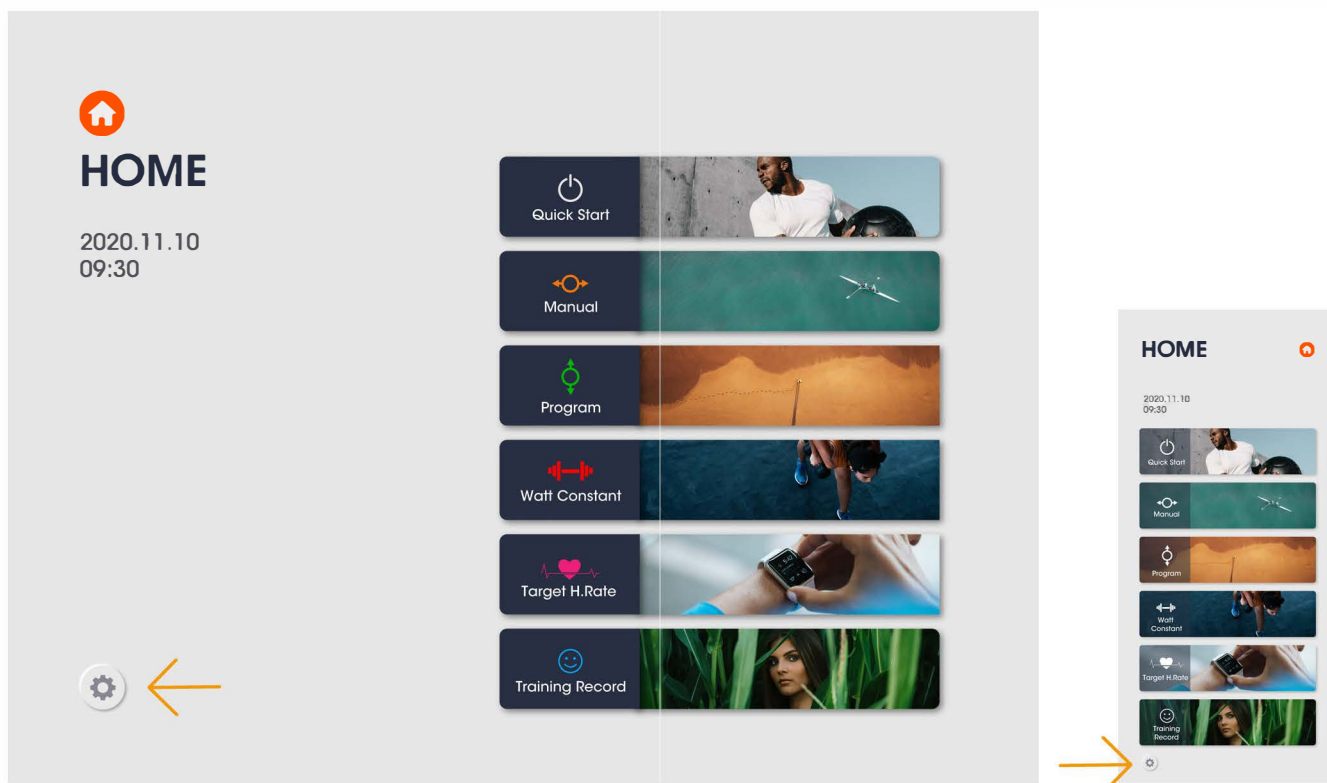 HOME
2020.11.10
09:30
Quick Start
Manual
Program
Watt Constant
Target H.Rate
Training Record
HOME
2020.11.10
09:30
Quick Start
Manual
Program
Watt
Constant
Target H.Rate
Training
Record